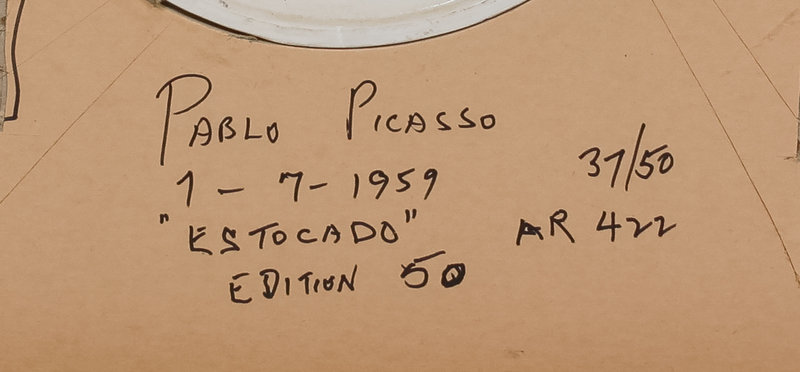 PABLO PICASSO
1 - 7 - 1959 37/50
"ESTOCADO" AR 422
EDITION 50